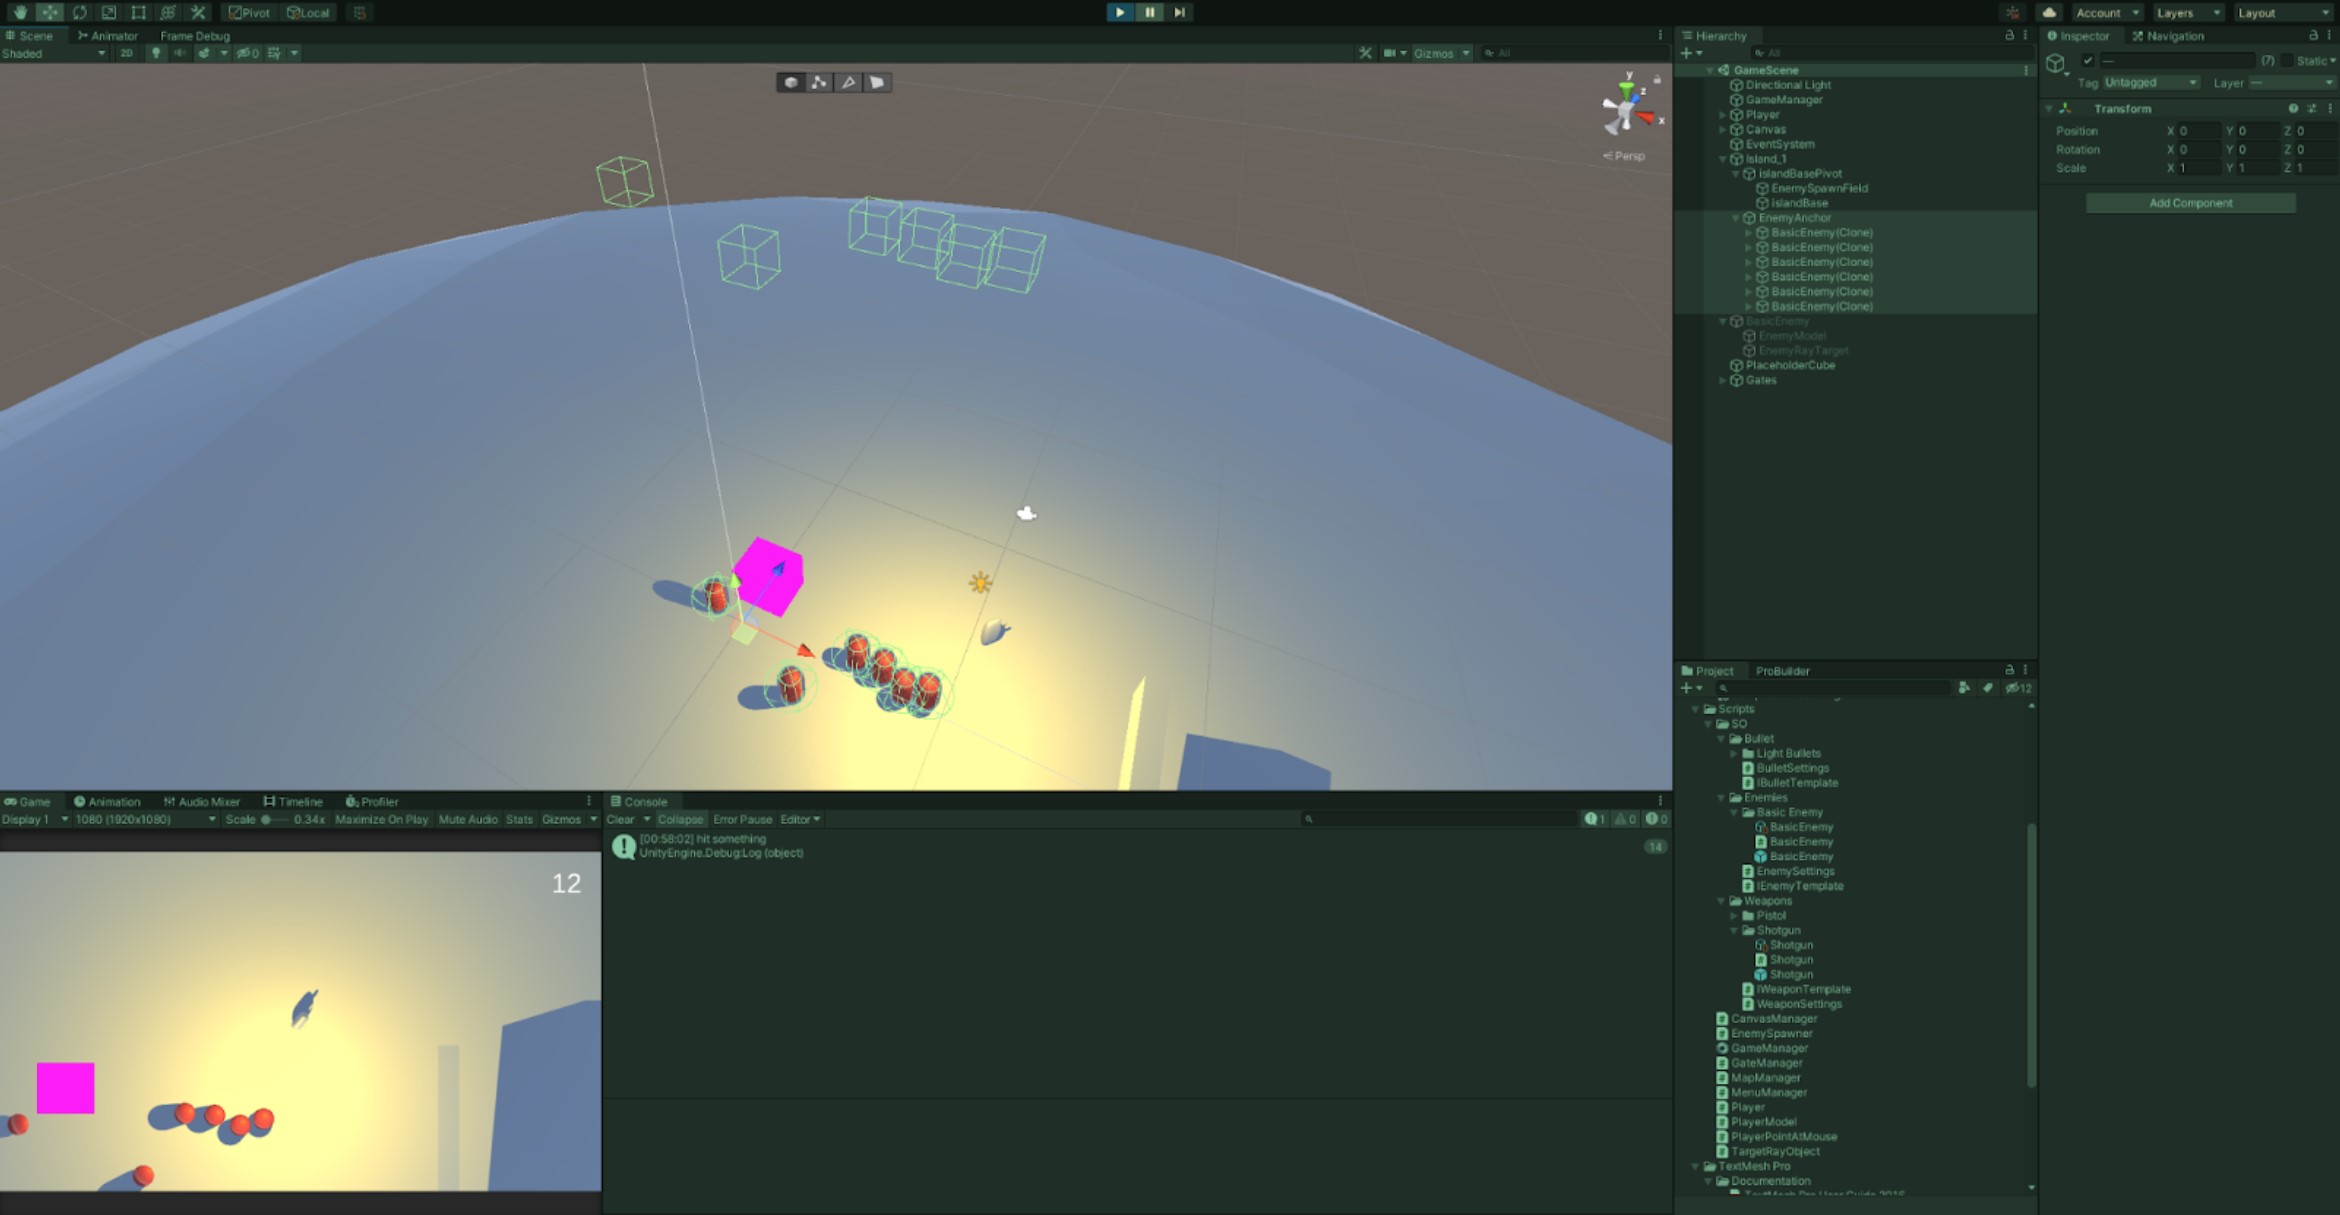 Pivot Local Account Layers Layout
Scene Animator Frame Debug
Shaded 2D 0 Gizmos All
y
z
x
Persp
Hierarchy
All
GameScene
Directional Light
GameManager
Player
Canvas
EventSystem
Island_1
islandBasePivot
EnemySpawnField
islandBase
EnemyAnchor
BasicEnemy(Clone)
BasicEnemy(Clone)
BasicEnemy(Clone)
BasicEnemy(Clone)
BasicEnemy(Clone)
BasicEnemy(Clone)
BasicEnemy
EnemyModel
EnemyRayTarget
PlaceholderCube
Gates
Inspector Navigation
— (7) Static
Tag Untagged Layer —
Transform
Position X 0 Y 0 Z 0
Rotation X 0 Y 0 Z 0
Scale X 1 Y 1 Z 1
Add Component
Project ProBuilder
12
Scripts
SO
Bullet
Light Bullets
BulletSettings
IBulletTemplate
Enemies
Basic Enemy
BasicEnemy
BasicEnemy
BasicEnemy
EnemySettings
IEnemyTemplate
Weapons
Pistol
Shotgun
Shotgun
Shotgun
Shotgun
IWeaponTemplate
WeaponSettings
CanvasManager
EnemySpawner
GameManager
GateManager
MapManager
MenuManager
Player
PlayerModel
PlayerPointAtMouse
TargetRayObject
TextMesh Pro
Documentation
Game Animation Audio Mixer Timeline Profiler
Display 1 1080 (1920x1080) Scale 0.34x Maximize On Play Mute Audio Stats Gizmos
12
Console
Clear Collapse Error Pause Editor 1 0 0
[00:58:02] hit something
UnityEngine.Debug:Log (object)
14